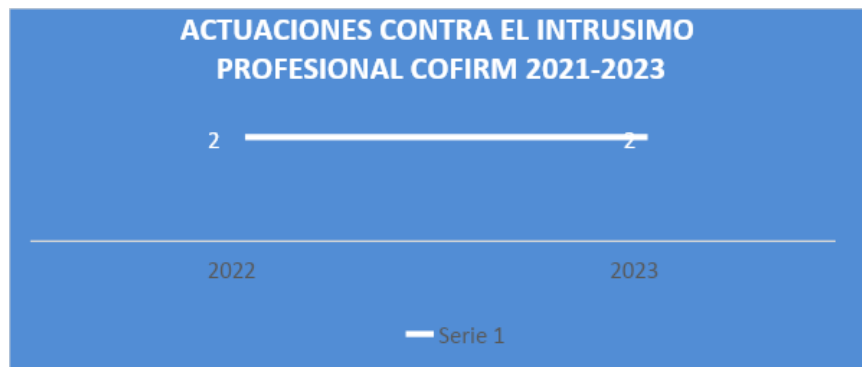 ACTUACIONES CONTRA EL INTRUSIMO
PROFESIONAL COFIRM 2021-2023
2 2
2022 2023
Serie 1